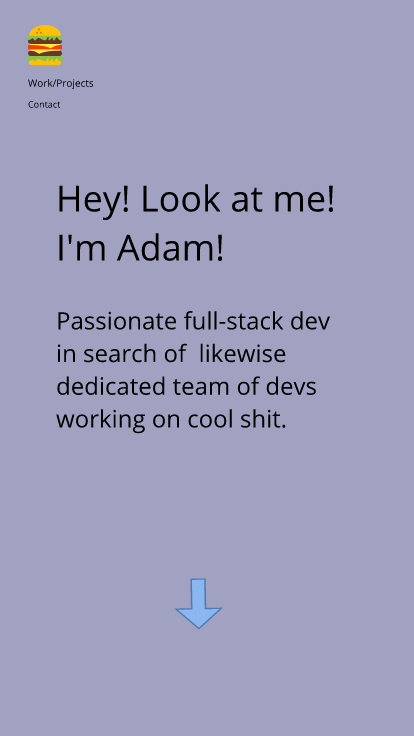 Work/Projects
Contact
Hey! Look at me!
I'm Adam!
Passionate full-stack dev
in search of  likewise
dedicated team of devs
working on cool shit.